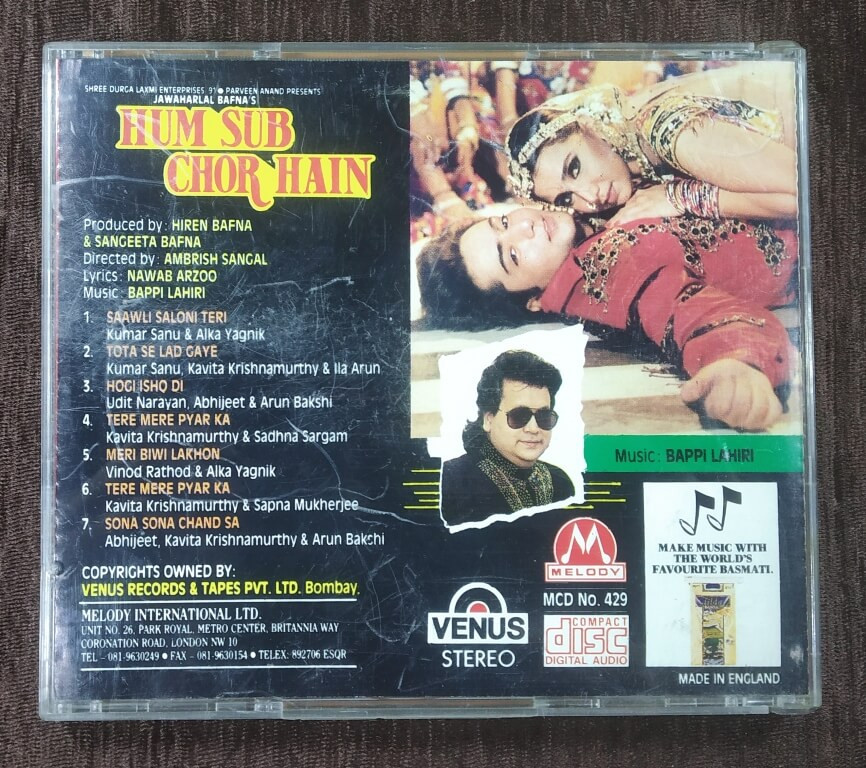 SHREE DURGA LAXMI ENTERPRISES '91 ● PARVEEN ANAND PRESENTS
JAWAHARLAL BAFNA'S
HUM SUB
CHOR HAIN
Produced by: HIREN BAFNA
& SANGEETA BAFNA
Directed by: AMBRISH SANGAL
Lyrics: NAWAB ARZOO
Music: BAPPI LAHIRI
1. SAAWLI SALONI TERI
Kumar Sanu & Alka Yagnik
2. TOTA SE LAD GAYE
Kumar Sanu, Kavita Krishnamurthy & Ila Arun
3. HOGI ISHQ DI
Udit Narayan, Abhijeet & Arun Bakshi
4. TERE MERE PYAR KA
Kavita Krishnamurthy & Sadhna Sargam
5. MERI BIWI LAKHON
Vinod Rathod & Alka Yagnik
6. TERE MERE PYAR KA
Kavita Krishnamurthy & Sapna Mukherjee
7. SONA SONA CHAND SA
Abhijeet, Kavita Krishnamurthy & Arun Bakshi
COPYRIGHTS OWNED BY:
VENUS RECORDS & TAPES PVT. LTD. Bombay.
MELODY INTERNATIONAL LTD.
UNIT NO. 26, PARK ROYAL, METRO CENTER, BRITANNIA WAY
CORONATION ROAD, LONDON NW 10
TEL – 081-9630249 ● FAX – 081-9630154 ● TELEX: 892706 ESQR
Music: BAPPI LAHIRI
VENUS
STEREO
MELODY
MCD No. 429
COMPACT
disc
DIGITAL AUDIO
MAKE MUSIC WITH
THE WORLD'S
FAVOURITE BASMATI.
MADE IN ENGLAND